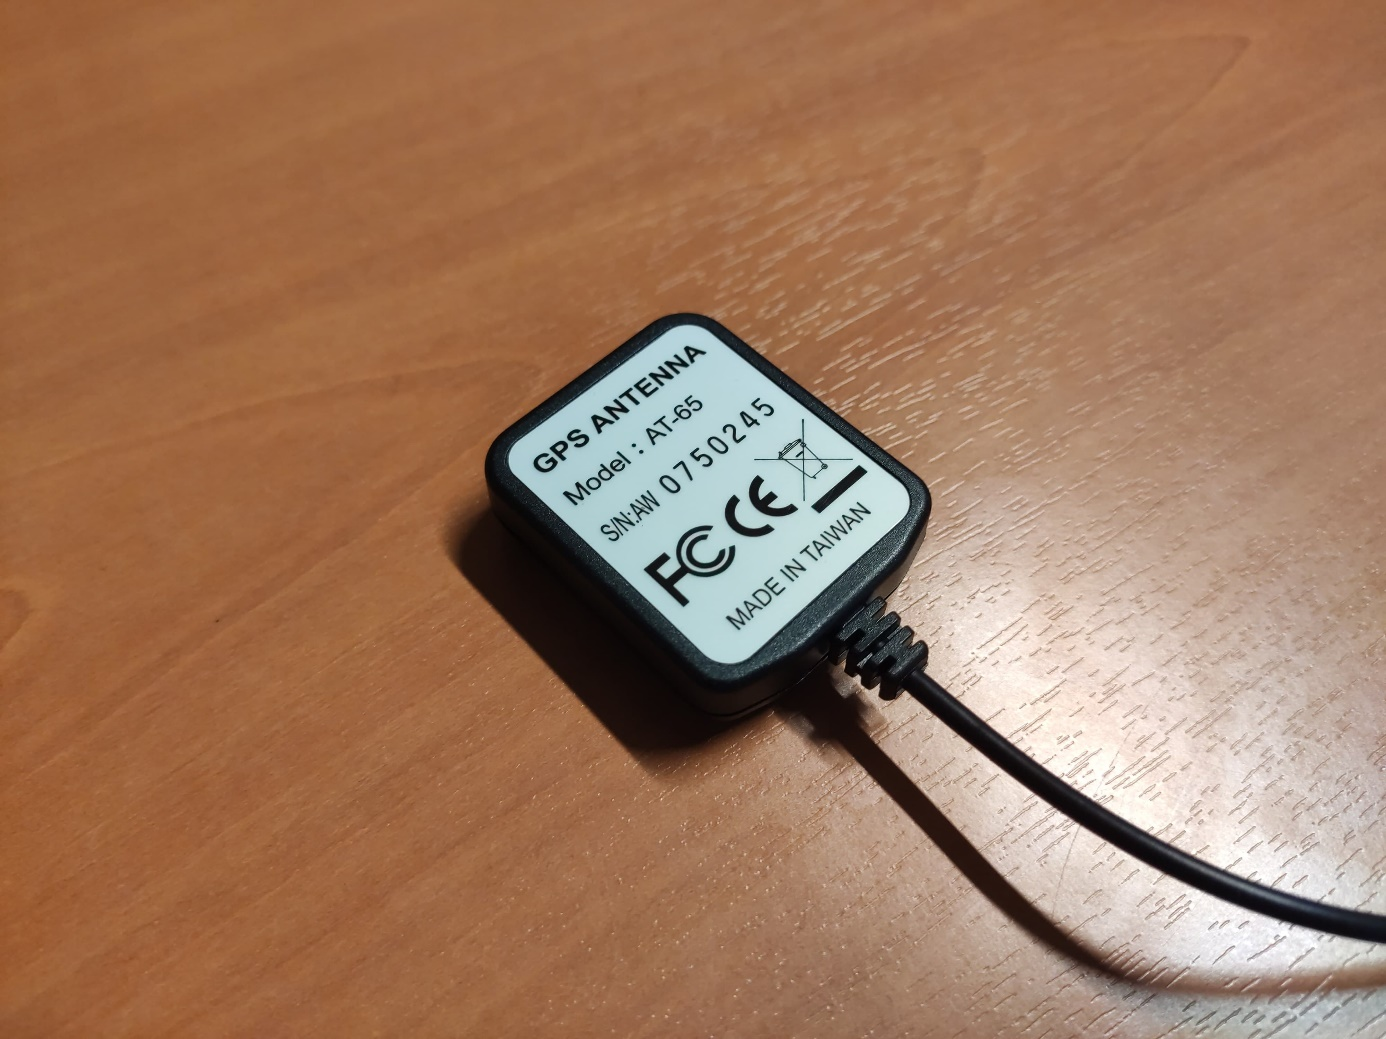 GPS ANTENNA
Model : AT-65
S/N:AW 0750245
FC CE
MADE IN TAIWAN